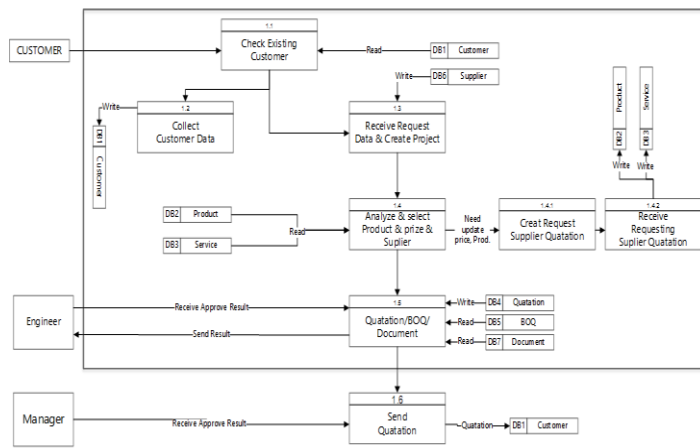 1.1
Check Existing
Customer
CUSTOMER
Read
DB1 Customer
Write
DB6 Supplier
Product
DB2
Service
DB3
Write
Write
1.2
Collect
Customer Data
Write
DB1
Customer
1.3
Receive Request
Data & Create Project
DB2 Product
DB3 Service
Read
1.4
Analyze & select
Product & prize &
Suplier
Need
update
price, Prod.
1.4.1
Creat Request
Supplier Quatation
1.4.2
Receive
Requesting
Suplier Quatation
Engineer
Receive Approve Result
Send Result
1.5
Quatation/BOQ/
Document
Write
DB4 Quatation
Read
DB5 BOQ
Read
DB7 Document
Manager
Receive Approve Result
1.6
Send
Quatation
Quatation
DB1 Customer